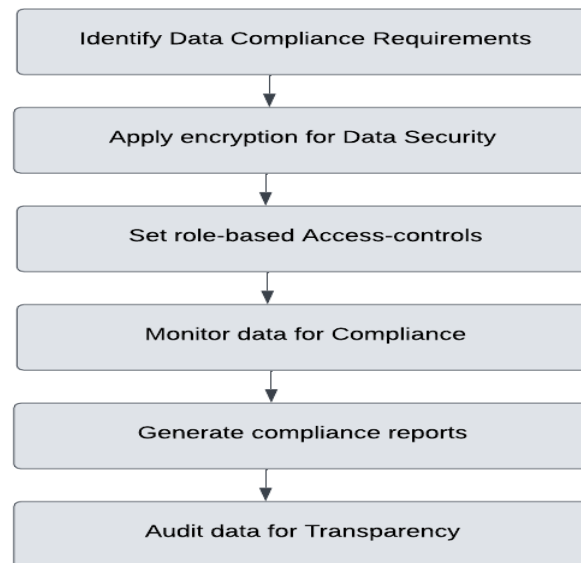 Identify Data Compliance Requirements
Apply encryption for Data Security
Set role-based Access-controls
Monitor data for Compliance
Generate compliance reports
Audit data for Transparency